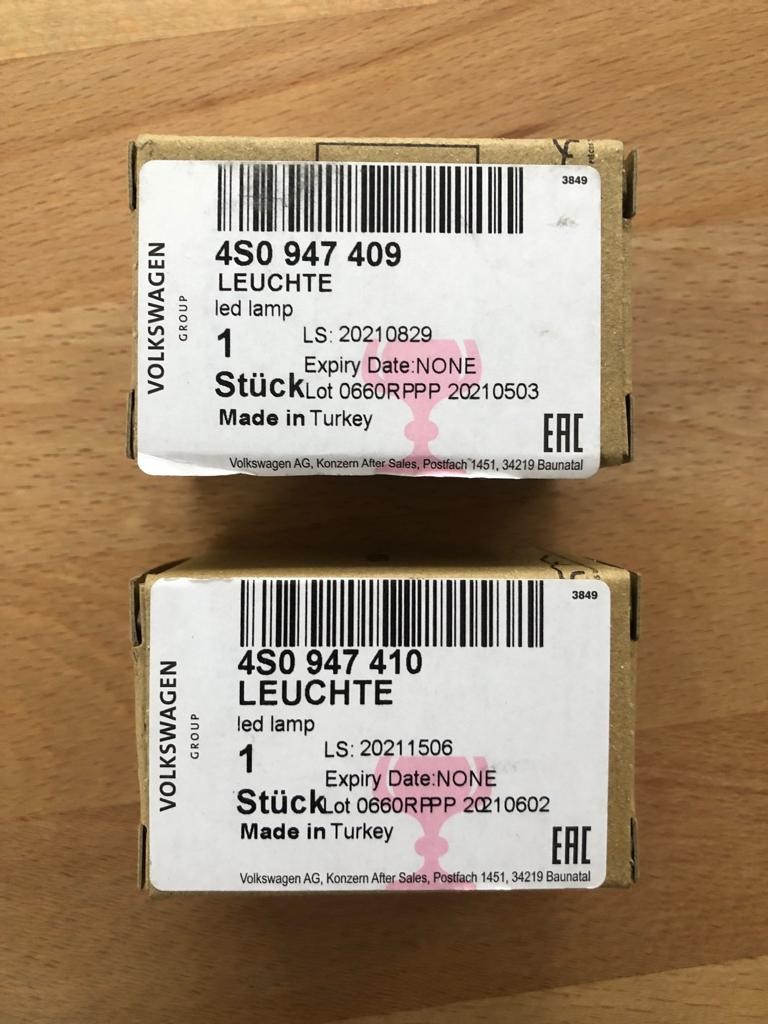 3849
4S0 947 409
LEUCHTE
led lamp
1
LS: 20210829
Expiry Date:NONE
Stück
Lot 0660RPPP 20210503
Made in Turkey
EAC
Volkswagen AG, Konzern After Sales, Postfach 1451, 34219 Baunatal
VOLKSWAGEN
GROUP
3849
4S0 947 410
LEUCHTE
led lamp
1
LS: 20211506
Expiry Date:NONE
Stück
Lot 0660RPPP 20210602
Made in Turkey
EAC
Volkswagen AG, Konzern After Sales, Postfach 1451, 34219 Baunatal
VOLKSWAGEN
GROUP